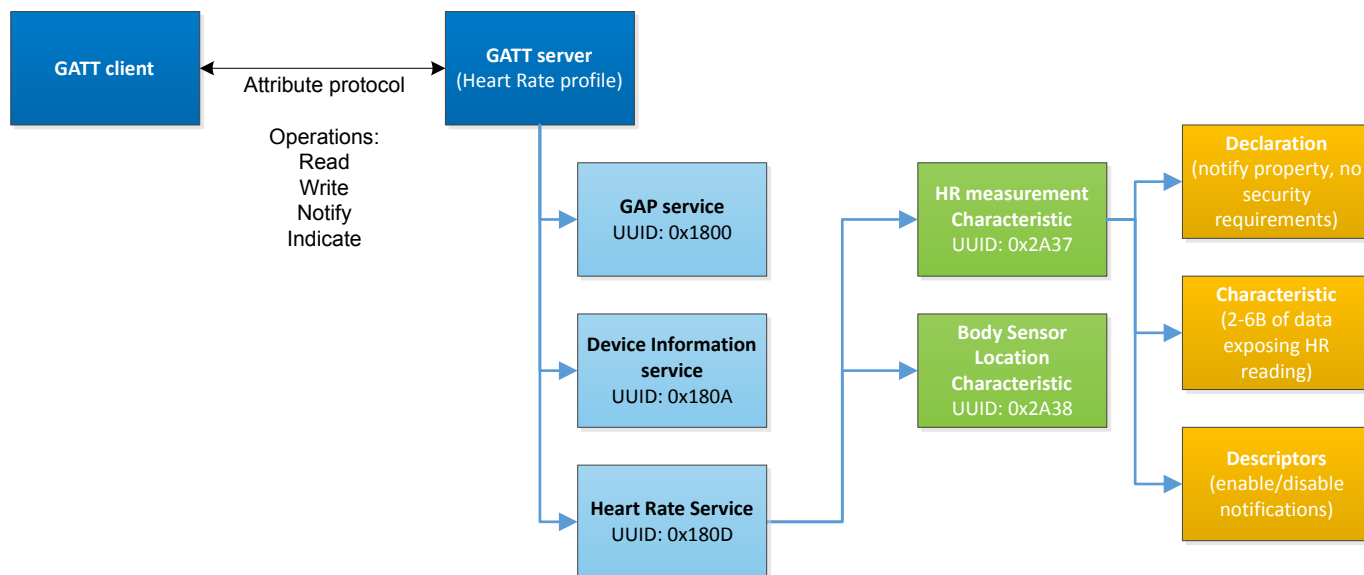 GATT client
Attribute protocol
Operations:
Read
Write
Notify
Indicate
GATT server
(Heart Rate profile)
GAP service
UUID: 0x1800
Device Information
service
UUID: 0x180A
Heart Rate Service
UUID: 0x180D
HR measurement
Characteristic
UUID: 0x2A37
Body Sensor
Location
Characteristic
UUID: 0x2A38
Declaration
(notify property, no
security
requirements)
Characteristic
(2-6B of data
exposing HR
reading)
Descriptors
(enable/disable
notifications)